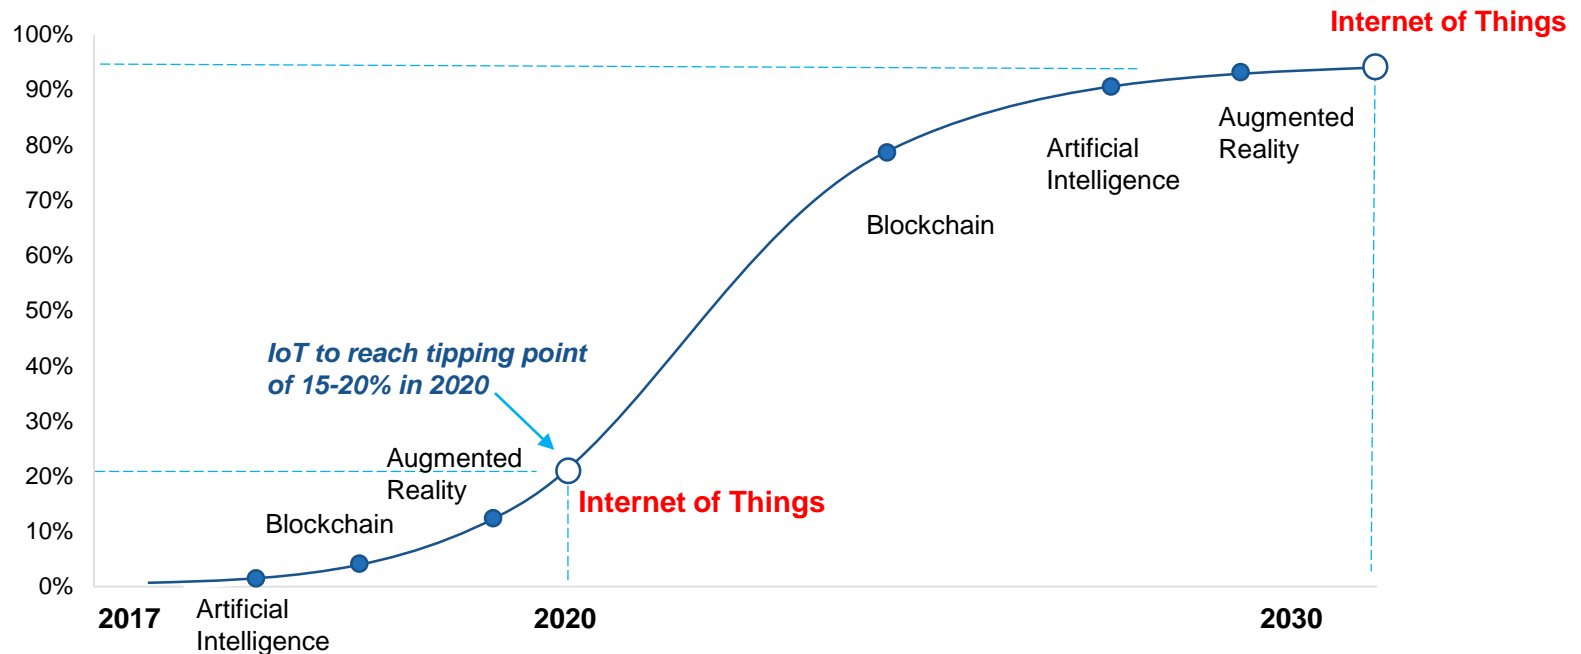 Internet of Things
100%
90%
80%
70%
60%
50%
40%
30%
20%
10%
0%
Augmented
Reality
Artificial
Intelligence
Blockchain
IoT to reach tipping point
of 15-20% in 2020
Augmented
Reality
Internet of Things
Blockchain
Artificial
Intelligence
2017
2020
2030